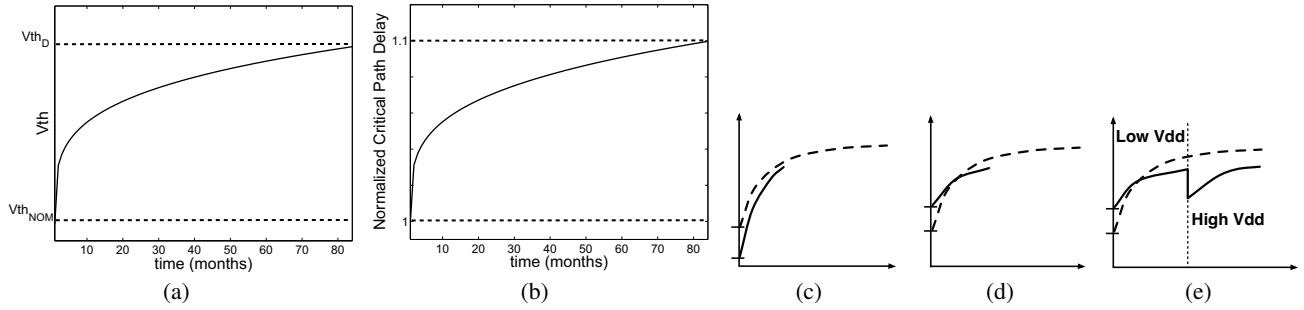 Vth_D
Vth
Vth_NOM
10 20 30 40 50 60 70 80
time (months)
(a)
Normalized Critical Path Delay
1.1
1
10 20 30 40 50 60 70 80
time (months)
(b)
(c)
(d)
Low Vdd
High Vdd
(e)